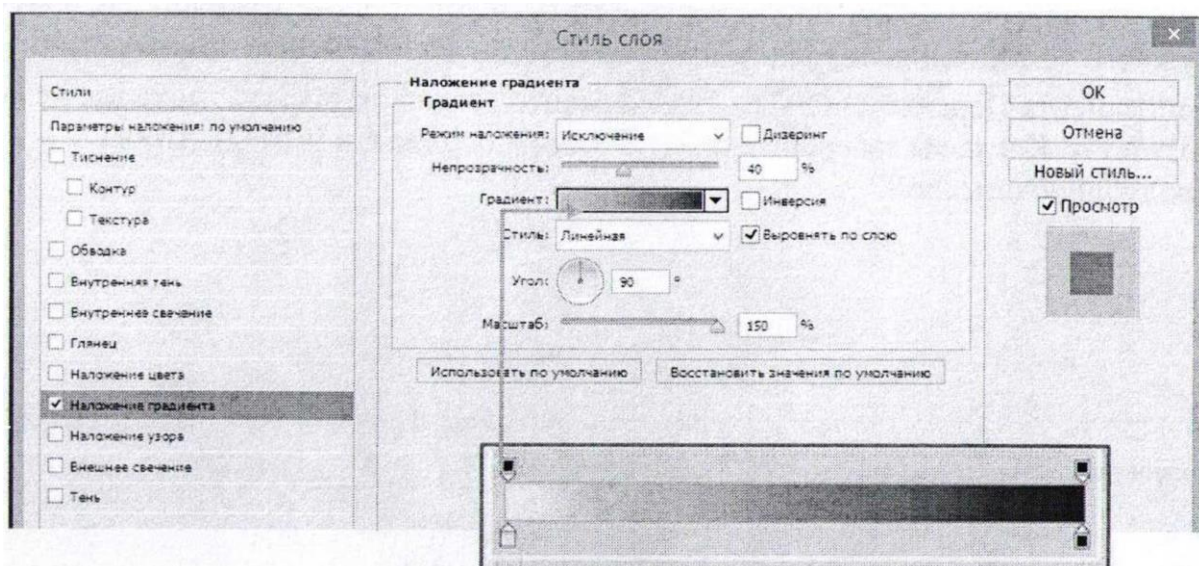 Стиль слоя
Стили
Параметры наложения: по умолчанию
Тиснение
Контур
Текстура
Обводка
Внутренняя тень
Внутреннее свечение
Глянец
Наложение цвета
Наложение градиента
Наложение узора
Внешнее свечение
Тень
Наложение градиента
Градиент
Режим наложения: Исключение Дизеринг
Непрозрачность: 40 %
Градиент: Инверсия
Стиль: Линейная Выровнять по слою
Угол: 90 °
Масштаб: 150 %
Использовать по умолчанию Восстановить значения по умолчанию
OK
Отмена
Новый стиль...
Просмотр